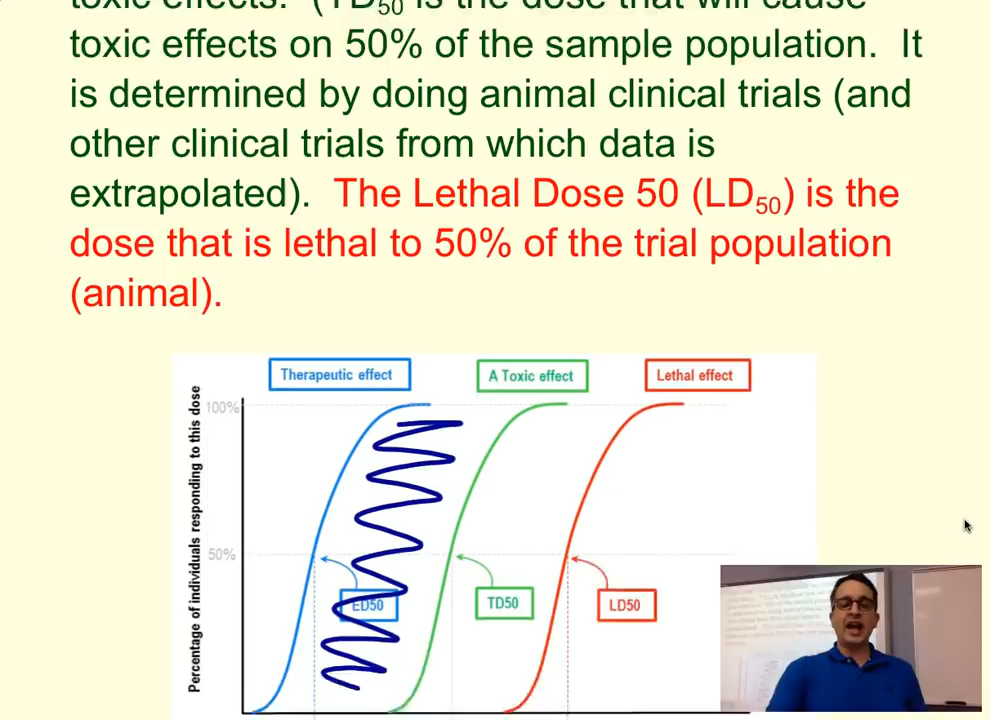 toxic effects. (TD50 is the dose that will cause
toxic effects on 50% of the sample population. It
is determined by doing animal clinical trials (and
other clinical trials from which data is
extrapolated). The Lethal Dose 50 (LD50) is the
dose that is lethal to 50% of the trial population
(animal).
Therapeutic effect
A Toxic effect
Lethal effect
Percentage of individuals responding to this dose
100%
50%
ED50
TD50
LD50